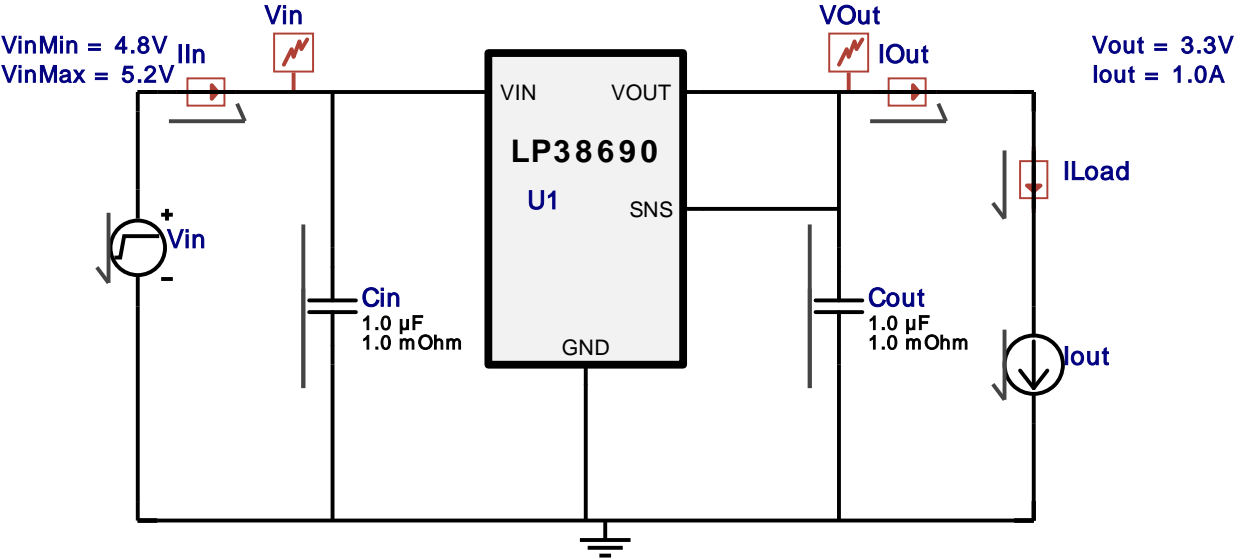 Vin
VOut
VinMin = 4.8V
IIn
VinMax = 5.2V
IOut
Vout = 3.3V
Iout = 1.0A
VIN
VOUT
LP38690
U1
SNS
GND
ILoad
+
Vin
-
Cin
1.0 µF
1.0 mOhm
Cout
1.0 µF
1.0 mOhm
Iout